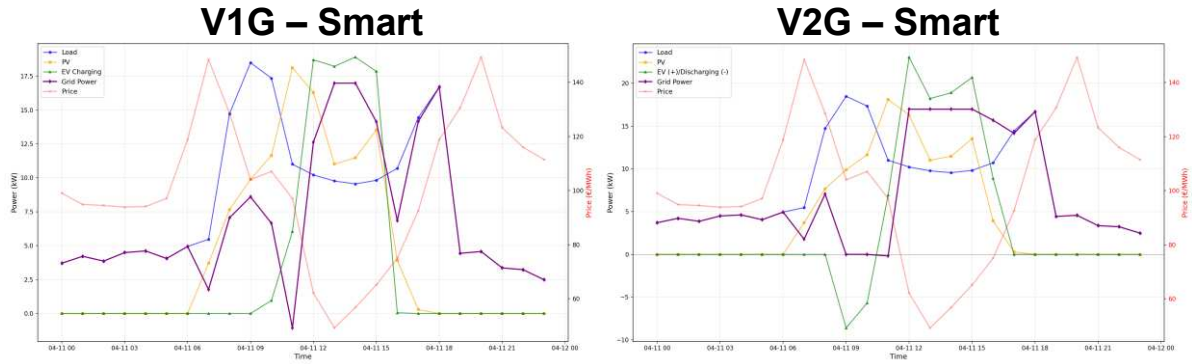 V1G – Smart
Load
PV
EV Charging
Grid Power
Price
17.5
15.0
12.5
10.0
7.5
5.0
2.5
0.0
Power (kW)
140
120
100
80
60
Price (€/MWh)
04-11 00
04-11 03
04-11 06
04-11 09
04-11 12
04-11 15
04-11 18
04-11 21
04-12 00
Time
V2G – Smart
Load
PV
EV (+)/Discharging (-)
Grid Power
Price
20
15
10
5
0
−5
−10
Power (kW)
140
120
100
80
60
Price (€/MWh)
04-11 00
04-11 03
04-11 06
04-11 09
04-11 12
04-11 15
04-11 18
04-11 21
04-12 00
Time